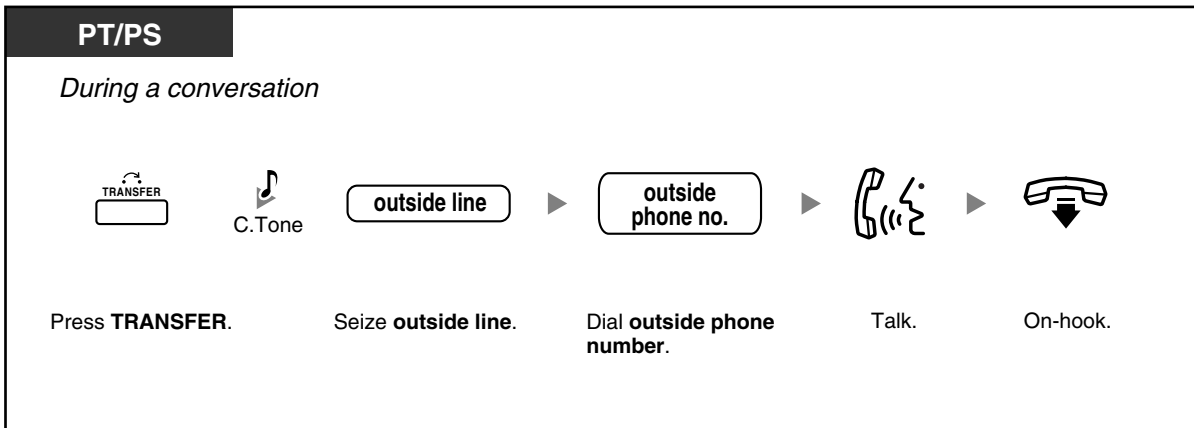 PT/PS
During a conversation
TRANSFER
C.Tone
outside line
outside
phone no.
Press TRANSFER.
Seize outside line.
Dial outside phone
number.
Talk.
On-hook.